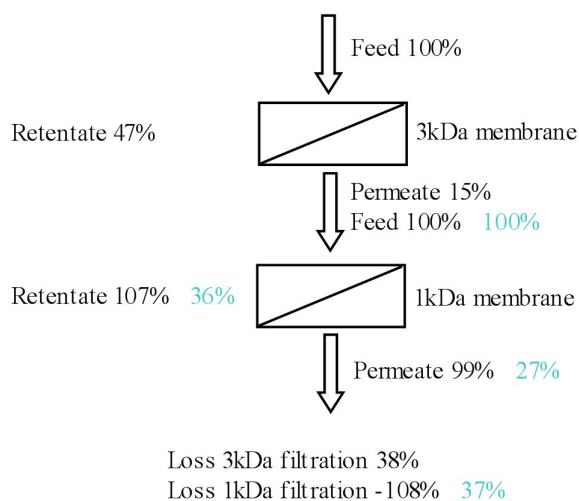 Feed 100%
Retentate 47%
3kDa membrane
Permeate 15%
Feed 100% 100%
Retentate 107% 36%
1kDa membrane
Permeate 99% 27%
Loss 3kDa filtration 38%
Loss 1kDa filtration -108% 37%